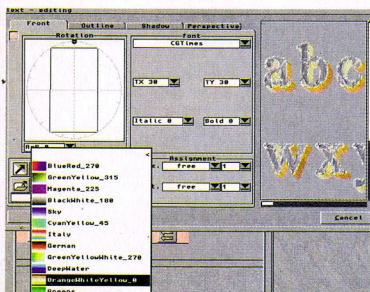 Text - editing
Front Outline Shadow Perspective
Rotation
Font
CGTimes
TX 30 TY 30
Italic 0 Bold 0
Assignment
free 1
free 1
<
BlueRed_270
GreenYellow_315
Magenta_225
BlackWhite_180
Sky
CyanYellow_45
Italy
German
GreenYellowWhite_270
DeepWater
OrangeWhiteYellow_0
Greens
abc
wxy
Cancel